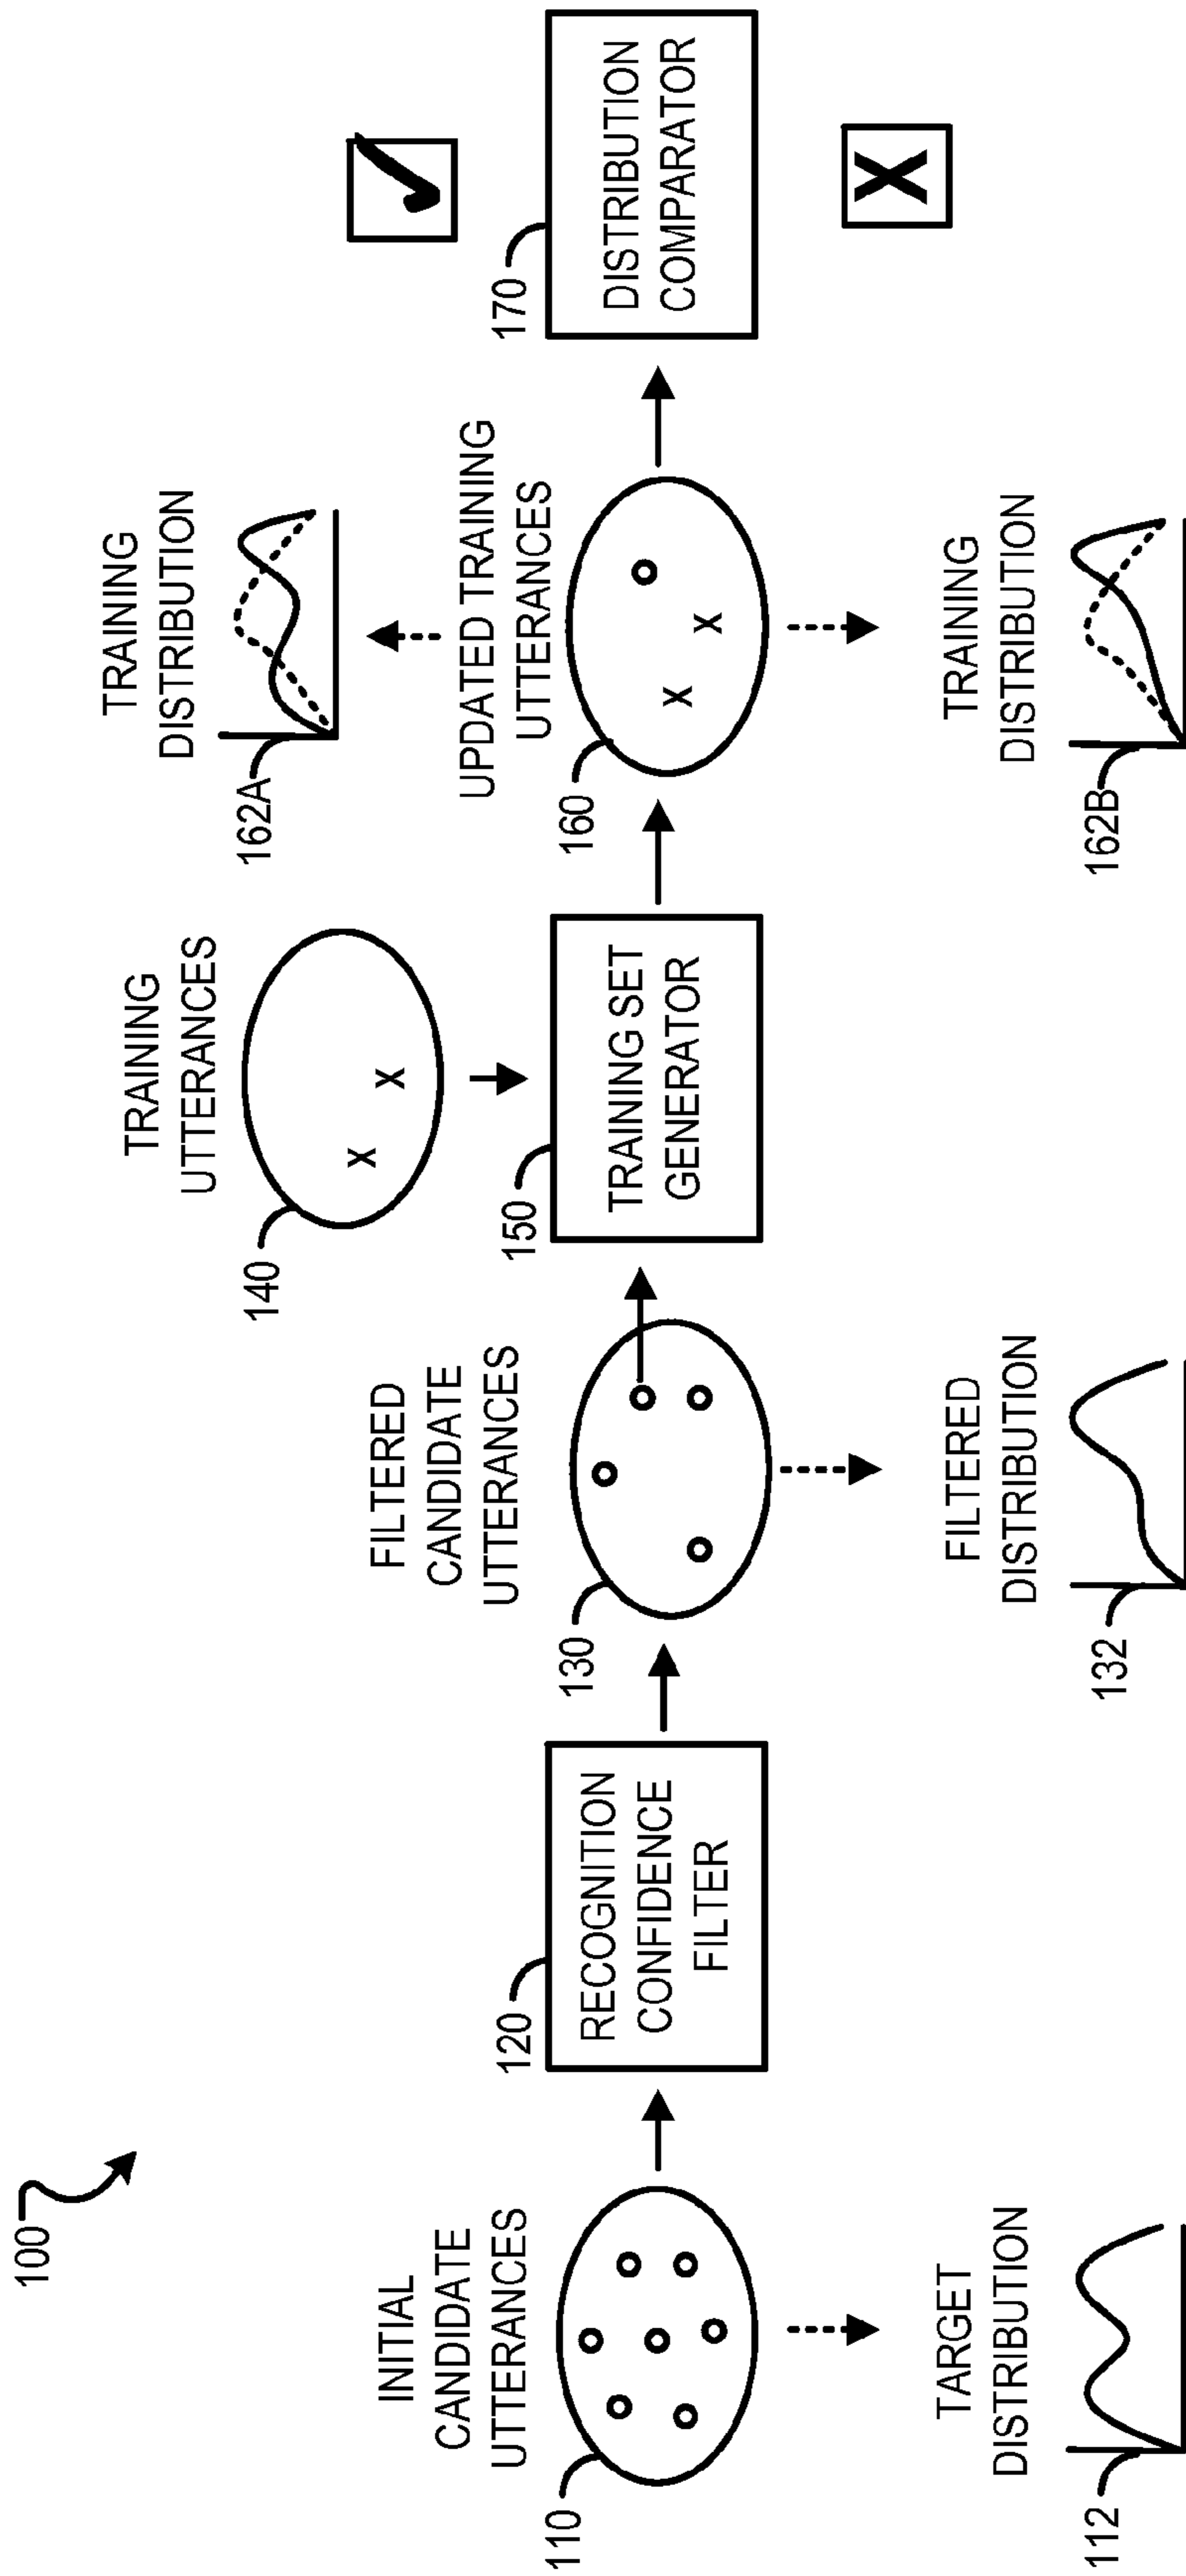 100
INITIAL
CANDIDATE
UTTERANCES
110
TARGET
DISTRIBUTION
112
120
RECOGNITION
CONFIDENCE
FILTER
FILTERED
CANDIDATE
UTTERANCES
130
FILTERED
DISTRIBUTION
132
TRAINING
UTTERANCES
140
X
X
150
TRAINING SET
GENERATOR
TRAINING
DISTRIBUTION
162A
UPDATED TRAINING
UTTERANCES
160
X
X
TRAINING
DISTRIBUTION
162B
170
DISTRIBUTION
COMPARATOR
X